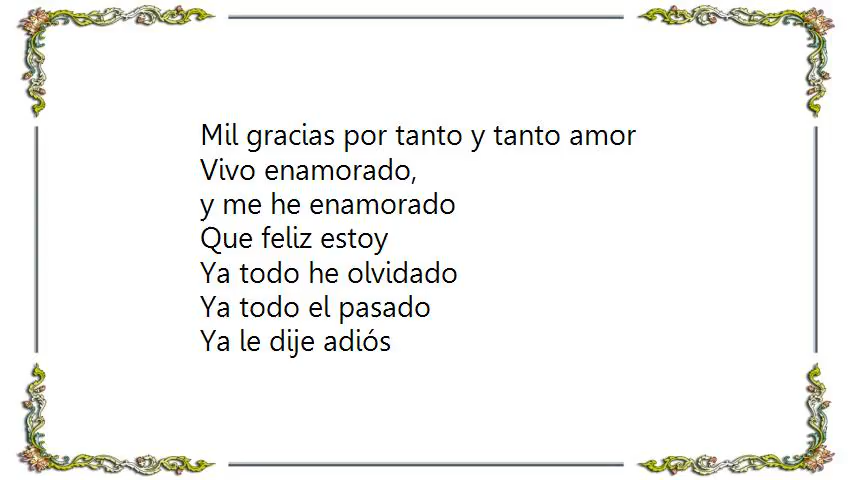 Mil gracias por tanto y tanto amor
Vivo enamorado,
y me he enamorado
Que feliz estoy
Ya todo he olvidado
Ya todo el pasado
Ya le dije adiós